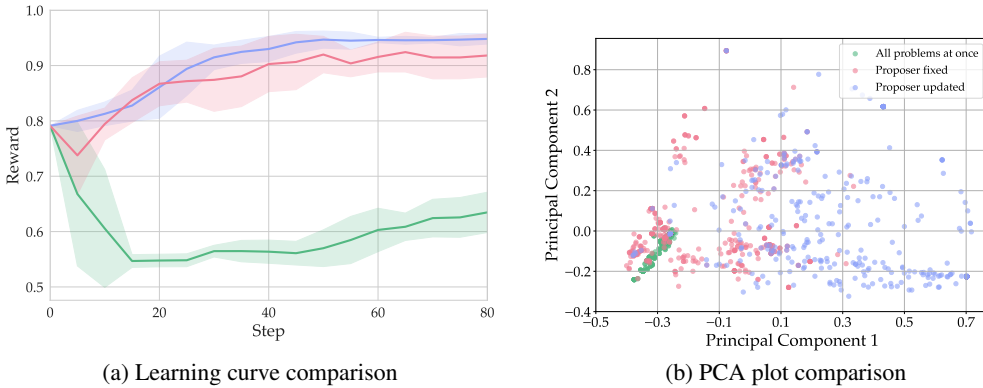 1.0
0.9
0.8
0.7
0.6
0.5
Reward
0
20
40
60
80
Step
(a) Learning curve comparison
All problems at once
Proposer fixed
Proposer updated
0.8
0.6
0.4
0.2
0.0
−0.2
−0.4
Principal Component 2
−0.5
−0.3
−0.1
0.1
0.3
0.5
0.7
Principal Component 1
(b) PCA plot comparison